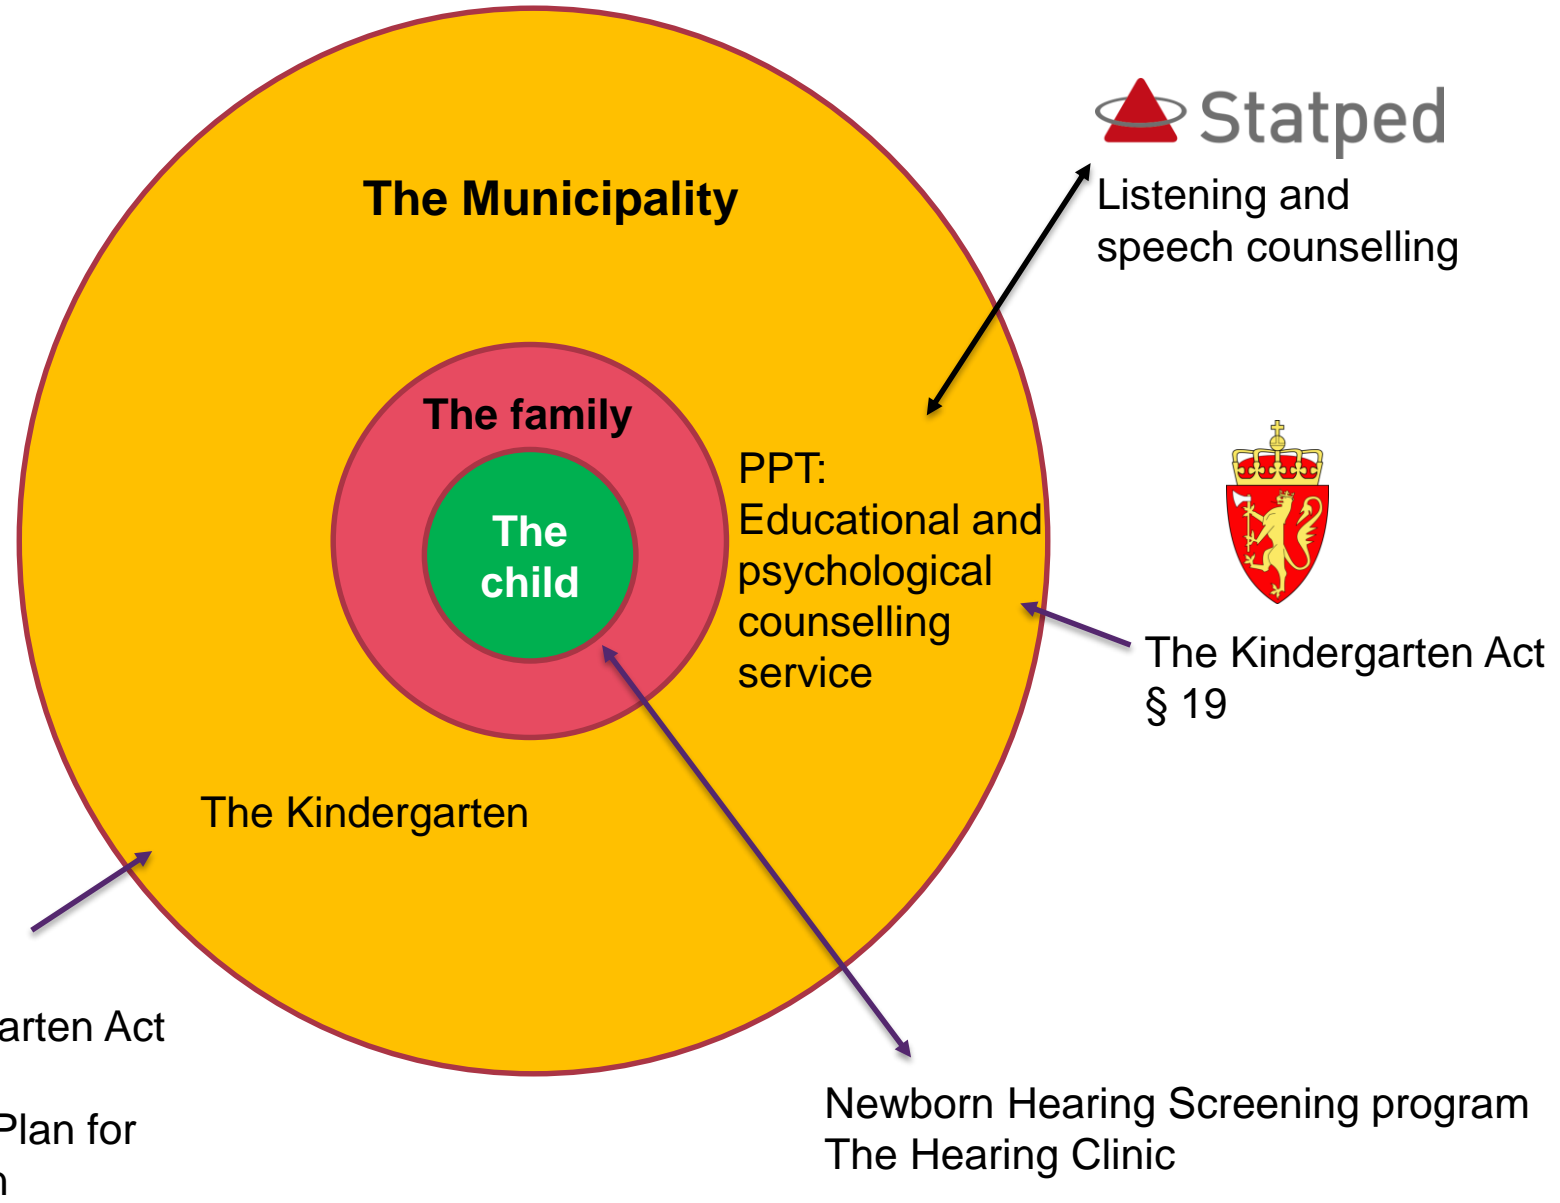 The Municipality
Statped
Listening and
speech counselling
The family
The
child
PPT:
Educational and
psychological
counselling
service
The Kindergarten Act
§ 19
The Kindergarten
Act
Plan for
Newborn Hearing Screening program
The Hearing Clinic